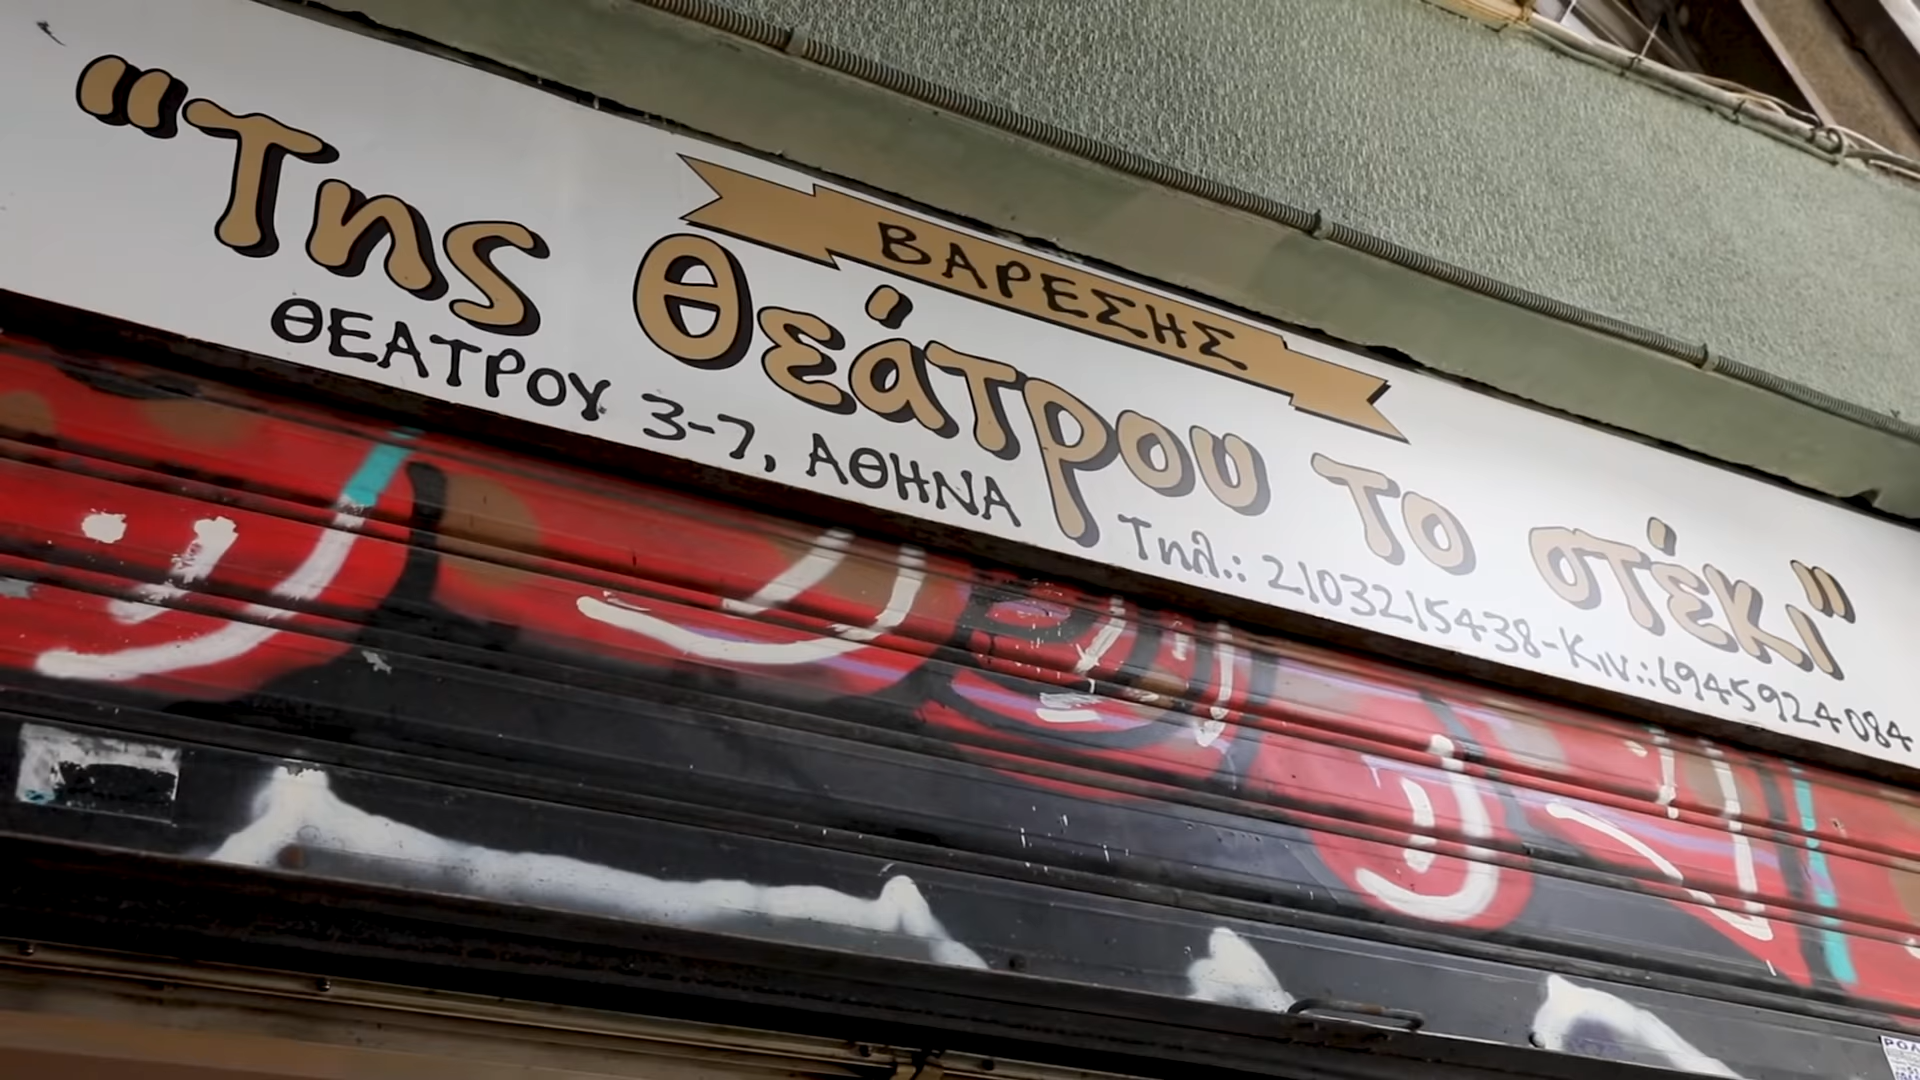 ΒΑΡΕΣΗΣ
"Της Θεάτρου το στέκι"
ΘΕΑΤΡΟΥ 3-7, ΑΘΗΝΑ
Τηλ.: 2103215438-Κιν.:6945924084